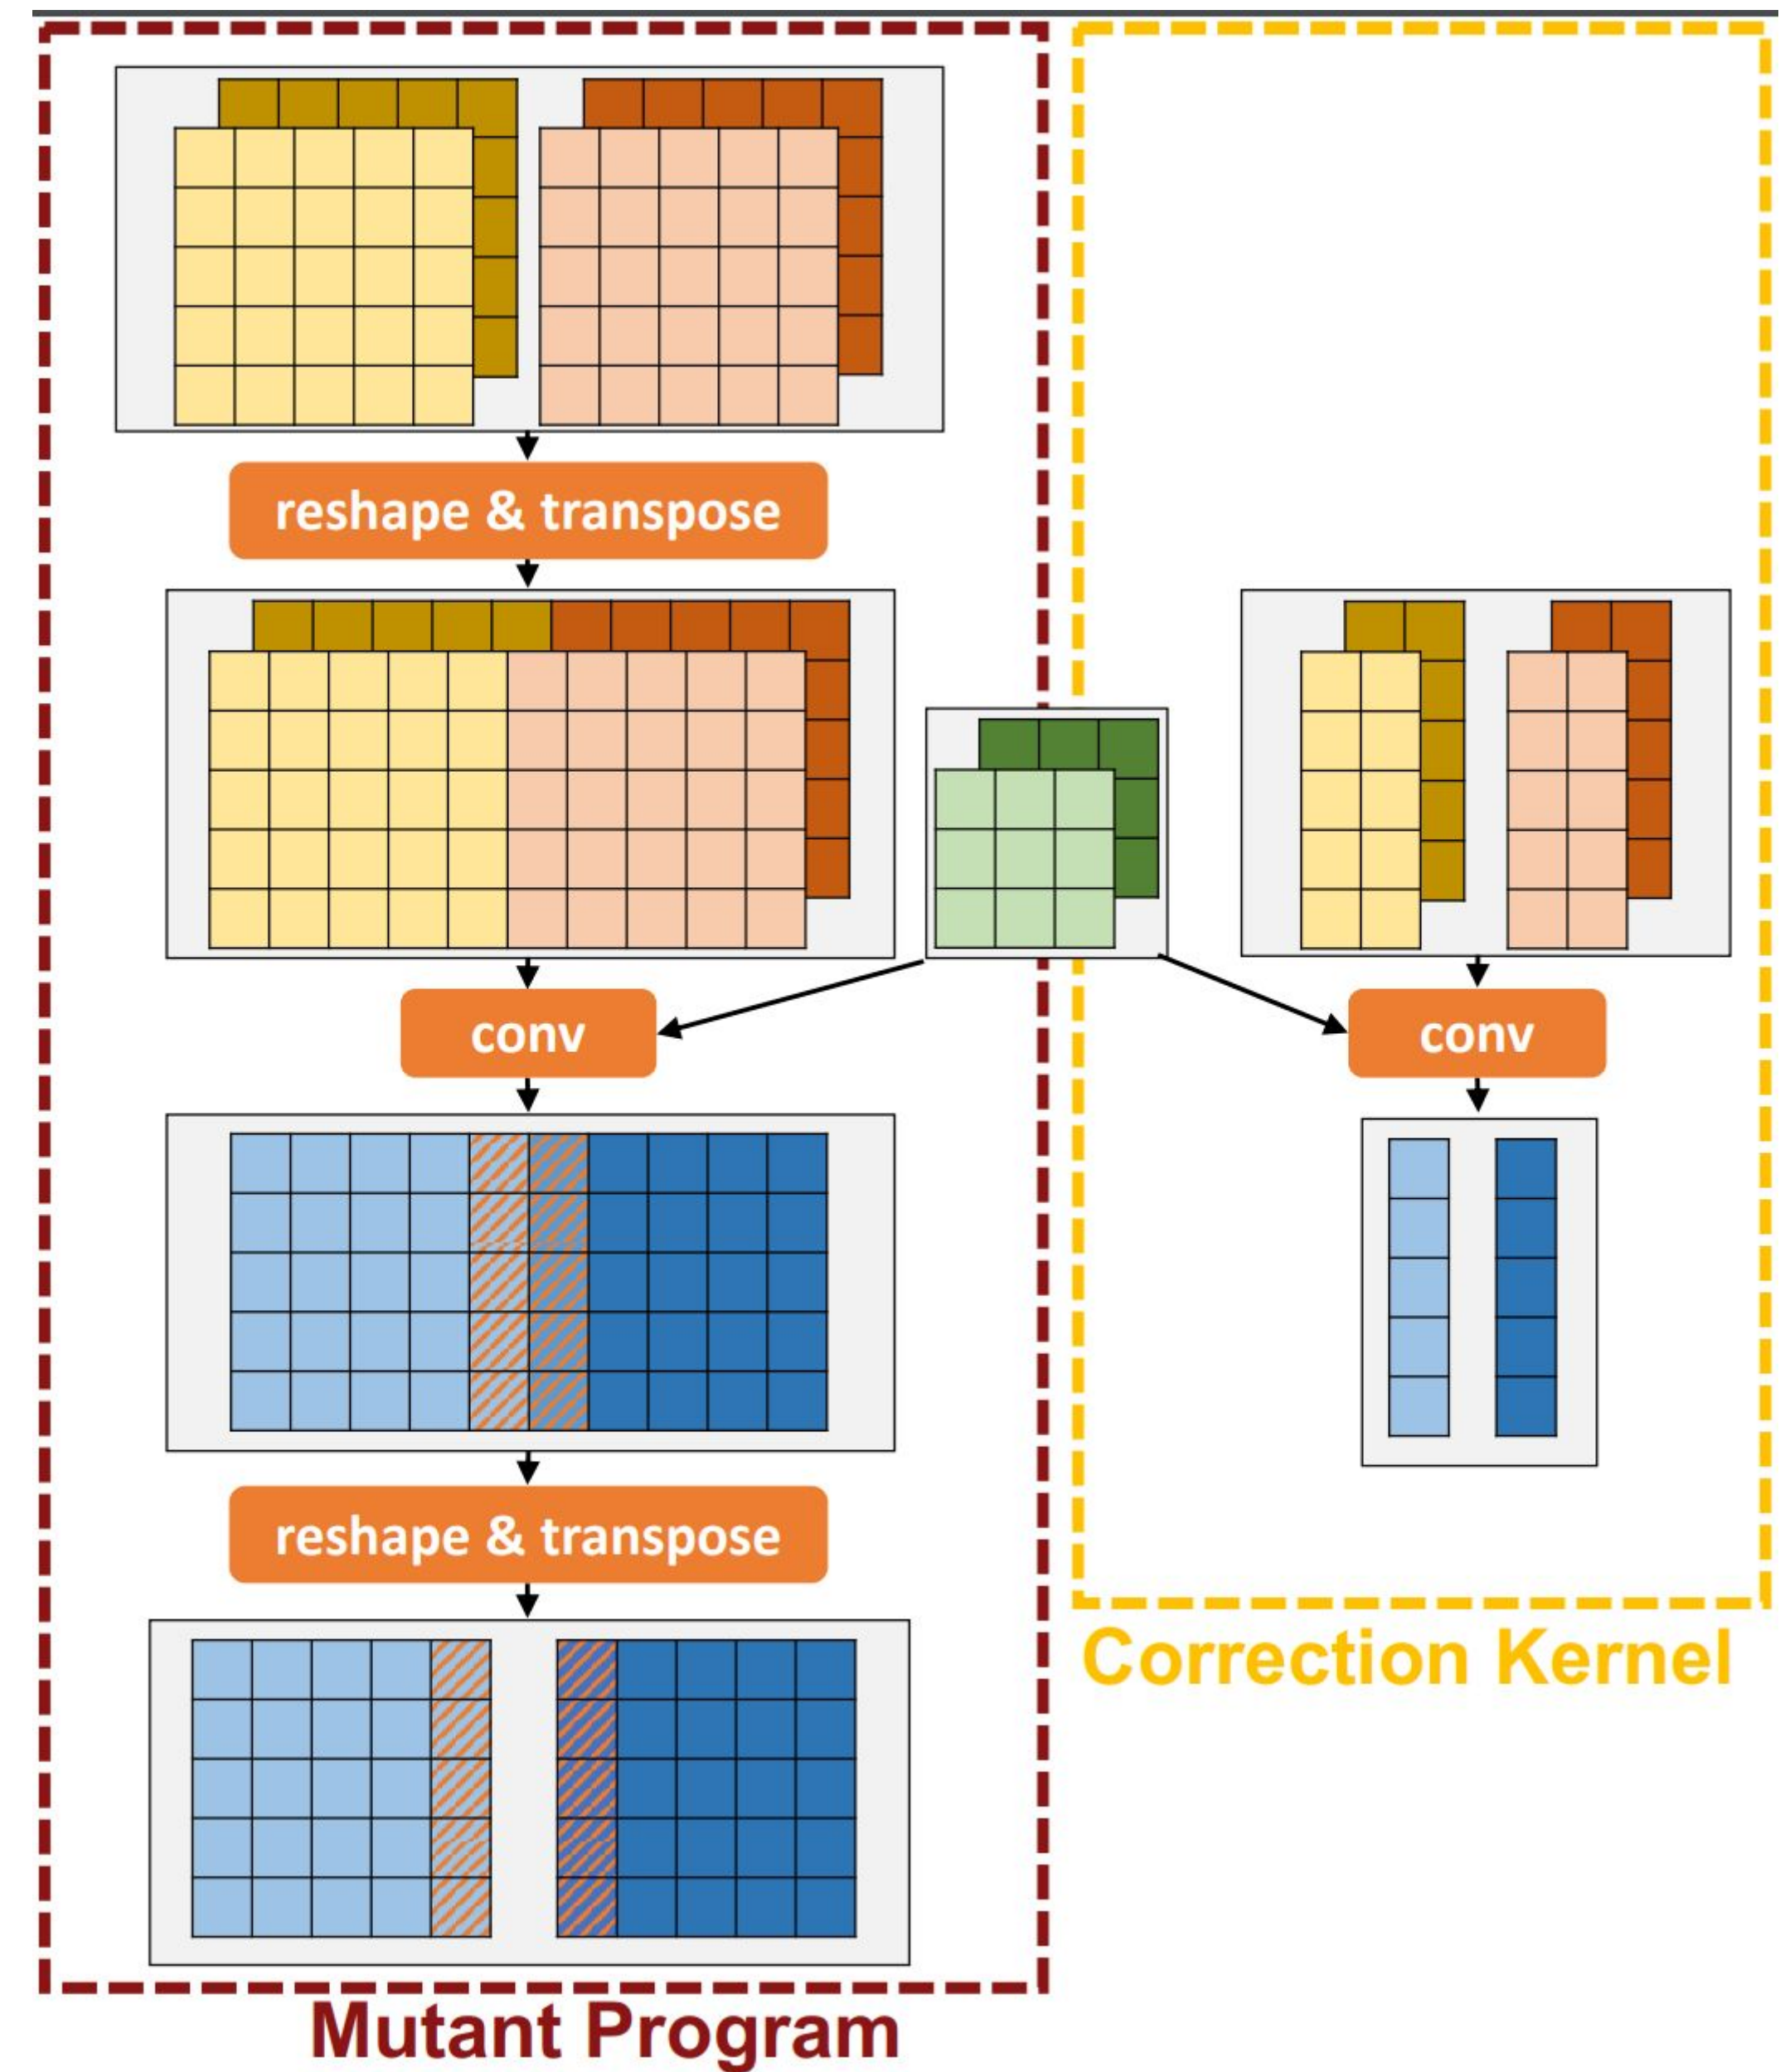 reshape & transpose
conv
conv
reshape & transpose
Correction Kernel
Mutant Program